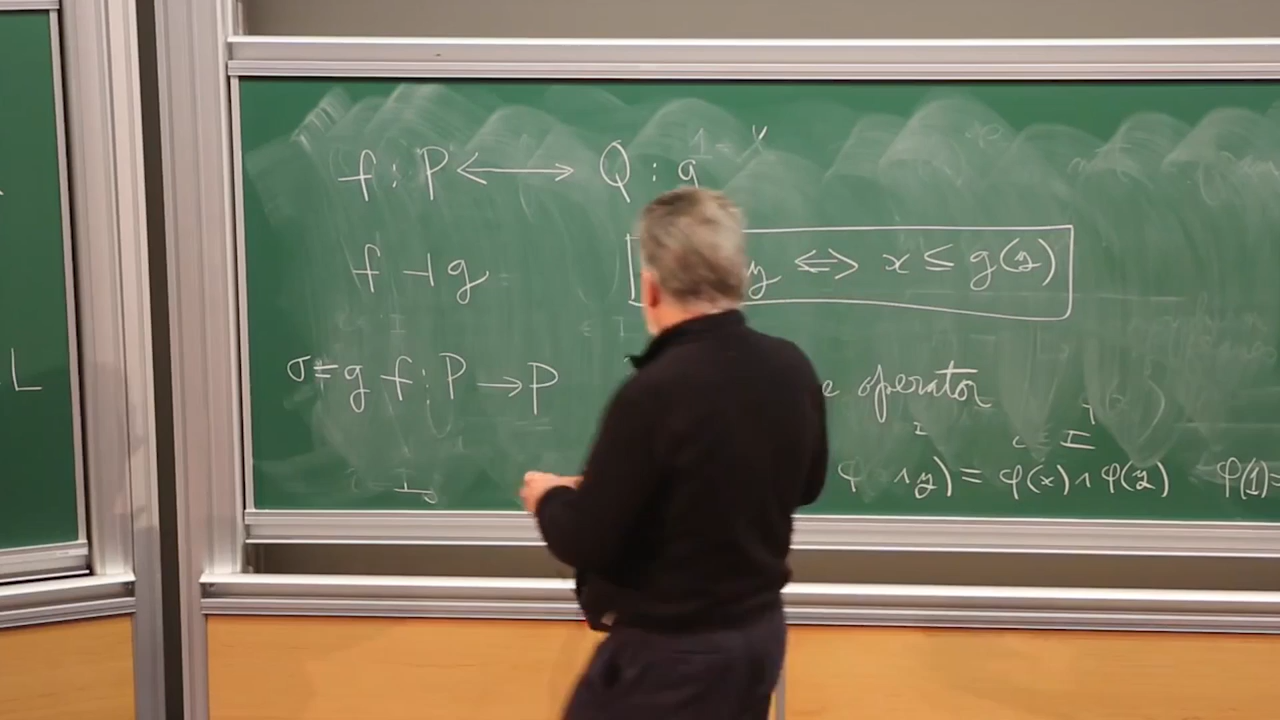 f : P ⟷ Q : g
f ⊣ g
y ⟺ x ≤ g(y)
σ = g f : P → P
operator
∧ y) = φ(x) ∧ φ(y) φ(1) =
L